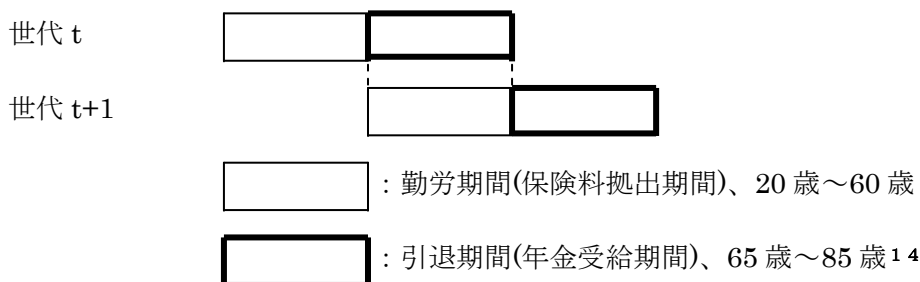 世代 t
世代 t+1
：勤労期間(保険料拠出期間)、20 歳～60 歳
：引退期間(年金受給期間)、65 歳～85 歳１４